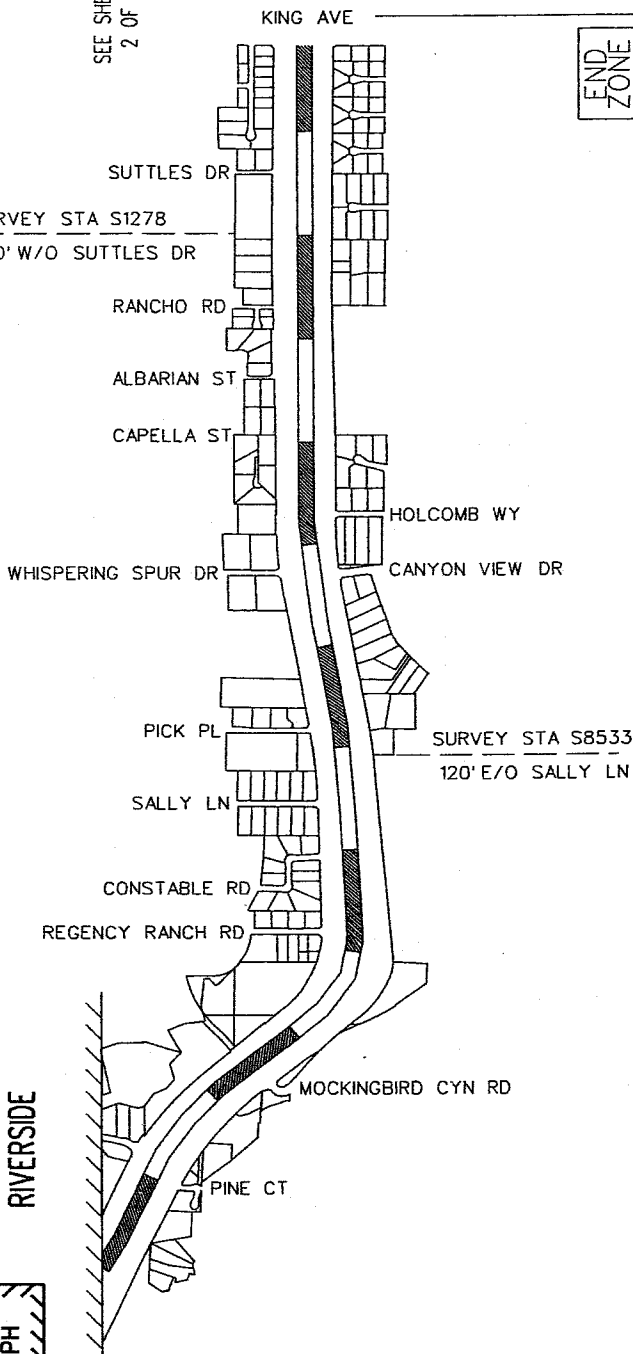 SEE SHE
2 OF
KING AVE
END
ZONE
SUTTLES DR
RVEY STA S1278
0' W/O SUTTLES DR
RANCHO RD
ALBARIAN ST
CAPELLA ST
HOLCOMB WY
WHISPERING SPUR DR
CANYON VIEW DR
PICK PL
SURVEY STA S8533
120' E/O SALLY LN
SALLY LN
CONSTABLE RD
REGENCY RANCH RD
MOCKINGBIRD CYN RD
RIVERSIDE
PINE CT
PH